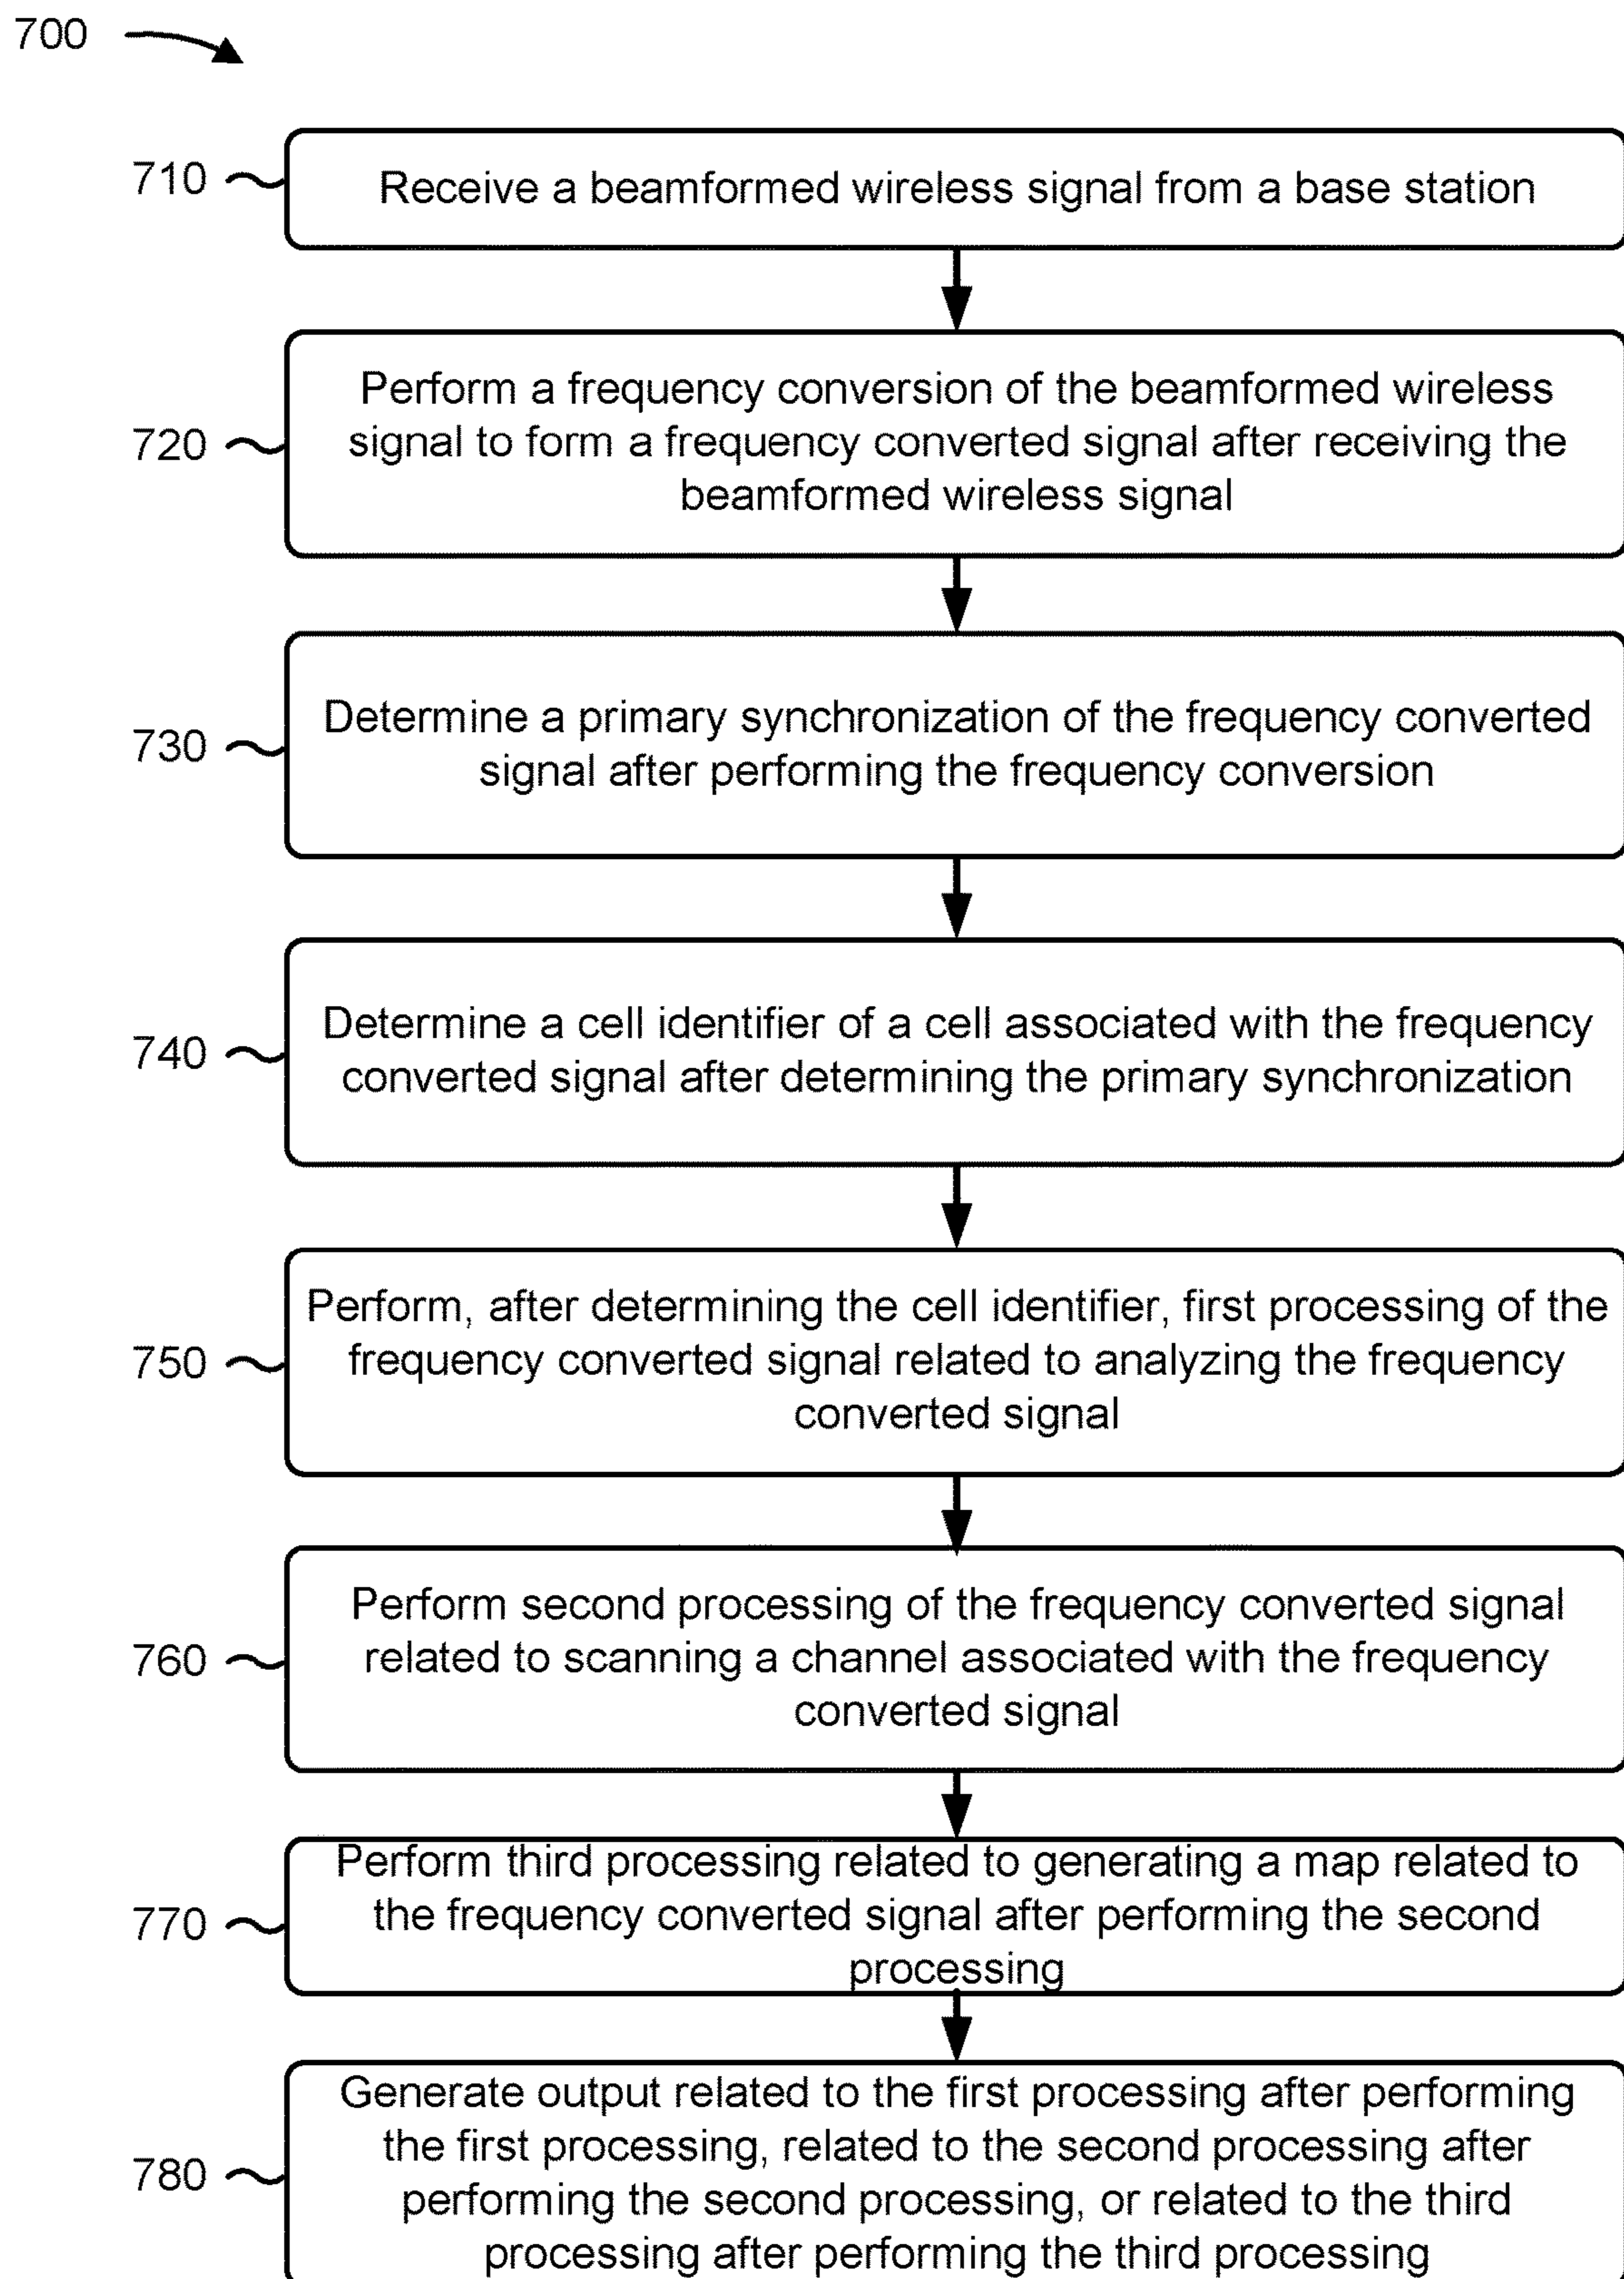 700
710
Receive a beamformed wireless signal from a base station
720
Perform a frequency conversion of the beamformed wireless
signal to form a frequency converted signal after receiving the
beamformed wireless signal
730
Determine a primary synchronization of the frequency converted
signal after performing the frequency conversion
740
Determine a cell identifier of a cell associated with the frequency
converted signal after determining the primary synchronization
750
Perform, after determining the cell identifier, first processing of the
frequency converted signal related to analyzing the frequency
converted signal
760
Perform second processing of the frequency converted signal
related to scanning a channel associated with the frequency
converted signal
770
Perform third processing related to generating a map related to
the frequency converted signal after performing the second
processing
780
Generate output related to the first processing after performing
the first processing, related to the second processing after
performing the second processing, or related to the third
processing after performing the third processing